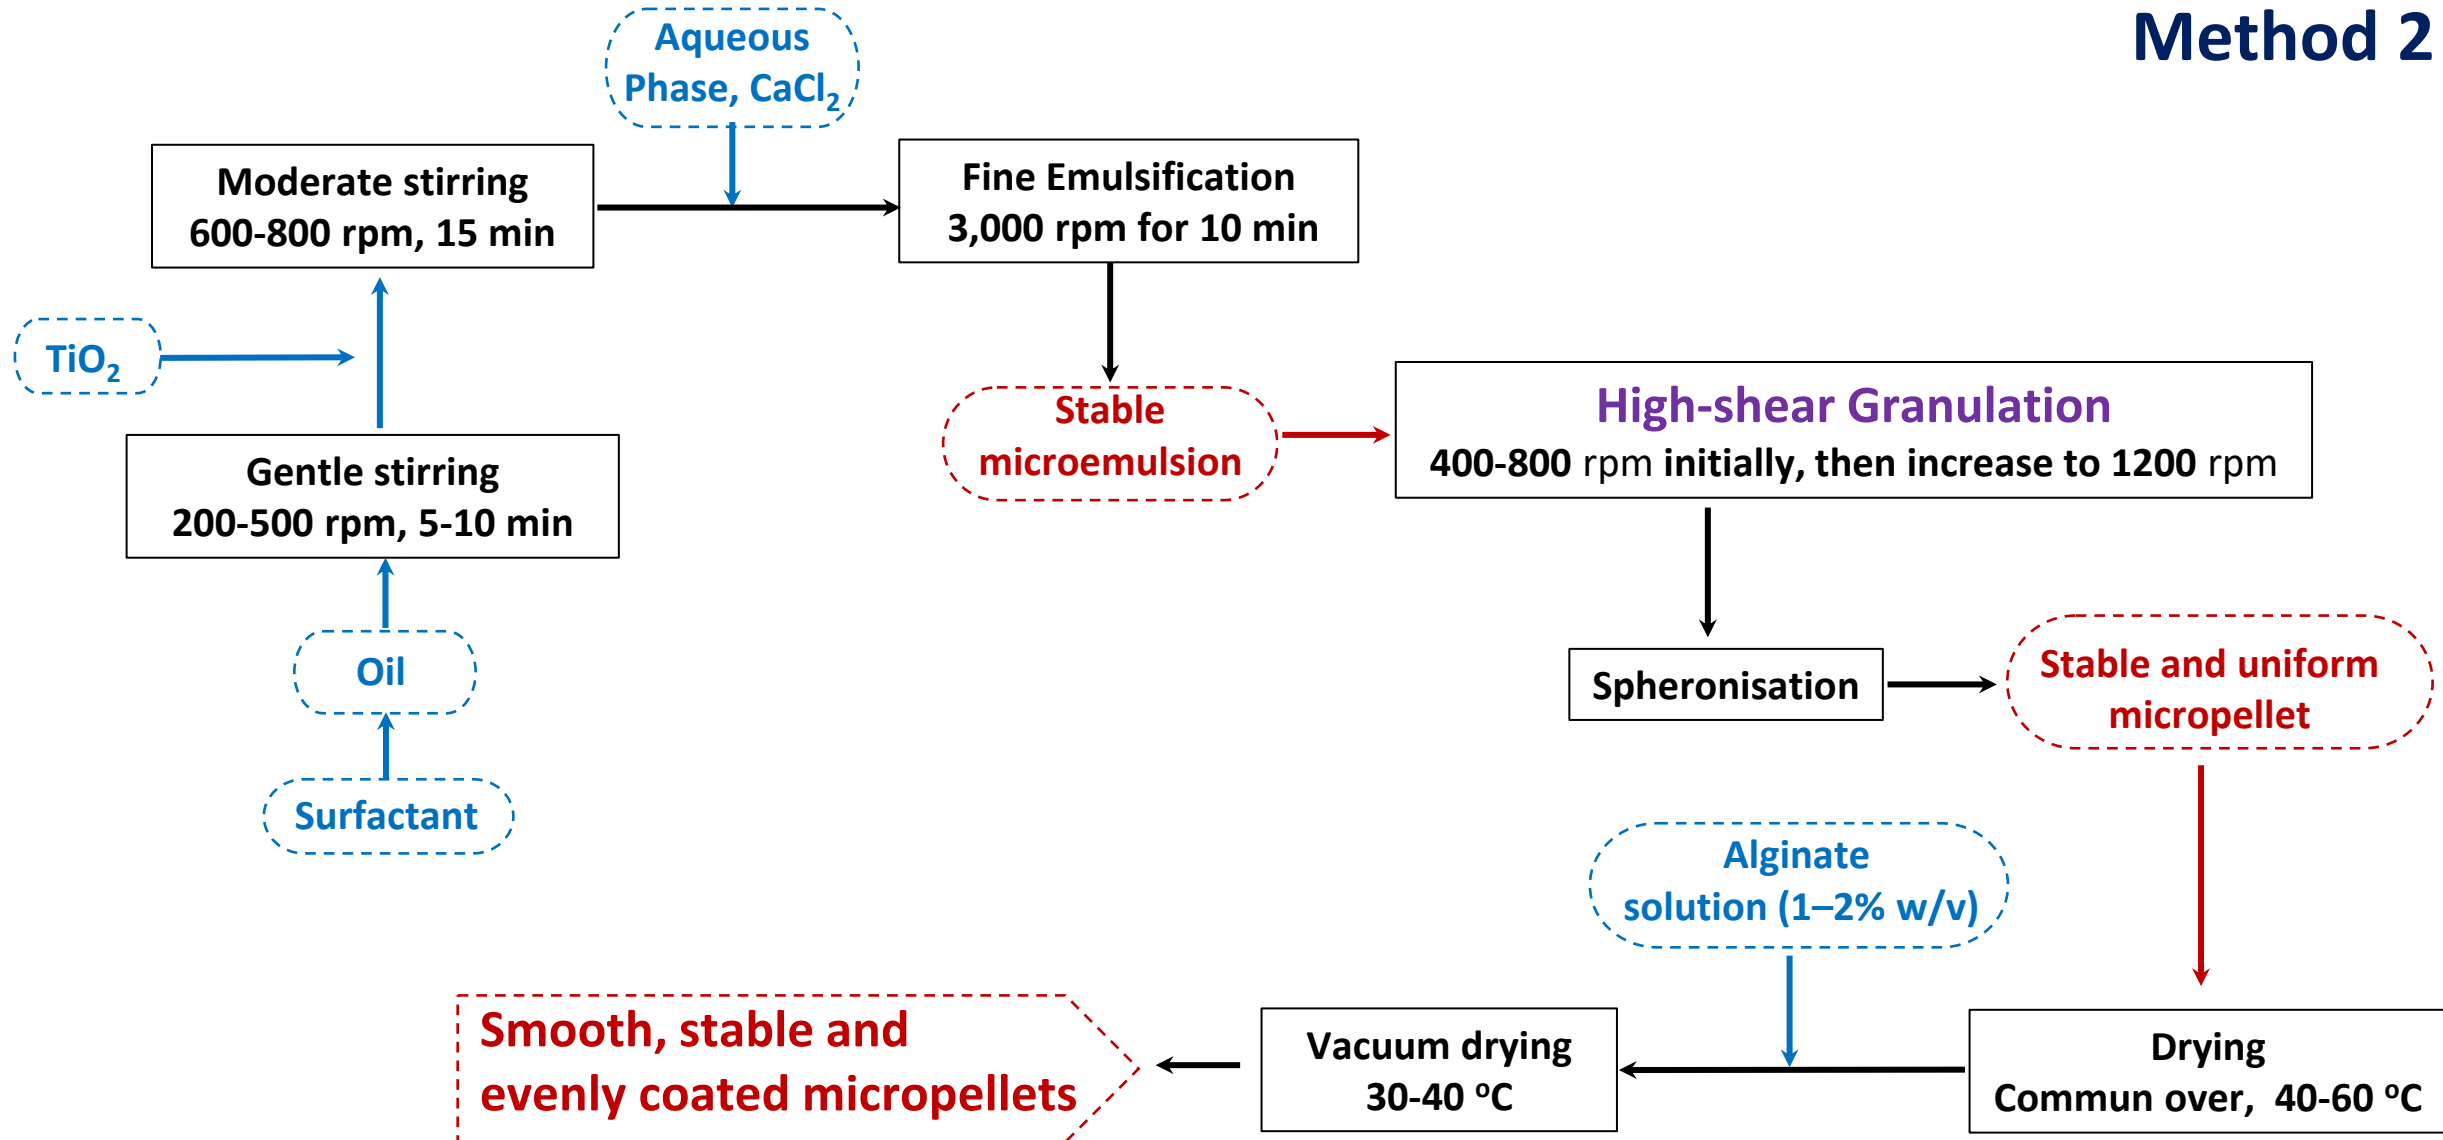 Method 2
Aqueous
Phase, CaCl₂
Moderate stirring
600-800 rpm, 15 min
Fine Emulsification
3,000 rpm for 10 min
TiO₂
Stable
microemulsion
High-shear Granulation
400-800 rpm initially, then increase to 1200 rpm
Gentle stirring
200-500 rpm, 5-10 min
Oil
Surfactant
Spheronisation
Stable and uniform
micropellet
Alginate
solution (1–2% w/v)
Smooth, stable and
evenly coated micropellets
Vacuum drying
30-40 ºC
Drying
Commun over, 40-60 ºC